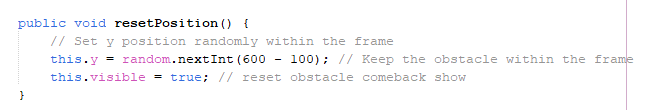 public void resetPosition() {
// Set y position randomly within the frame
this.y = random.nextInt(600 - 100); // Keep the obstacle within the frame
this.visible = true; // reset obstacle comeback show
}